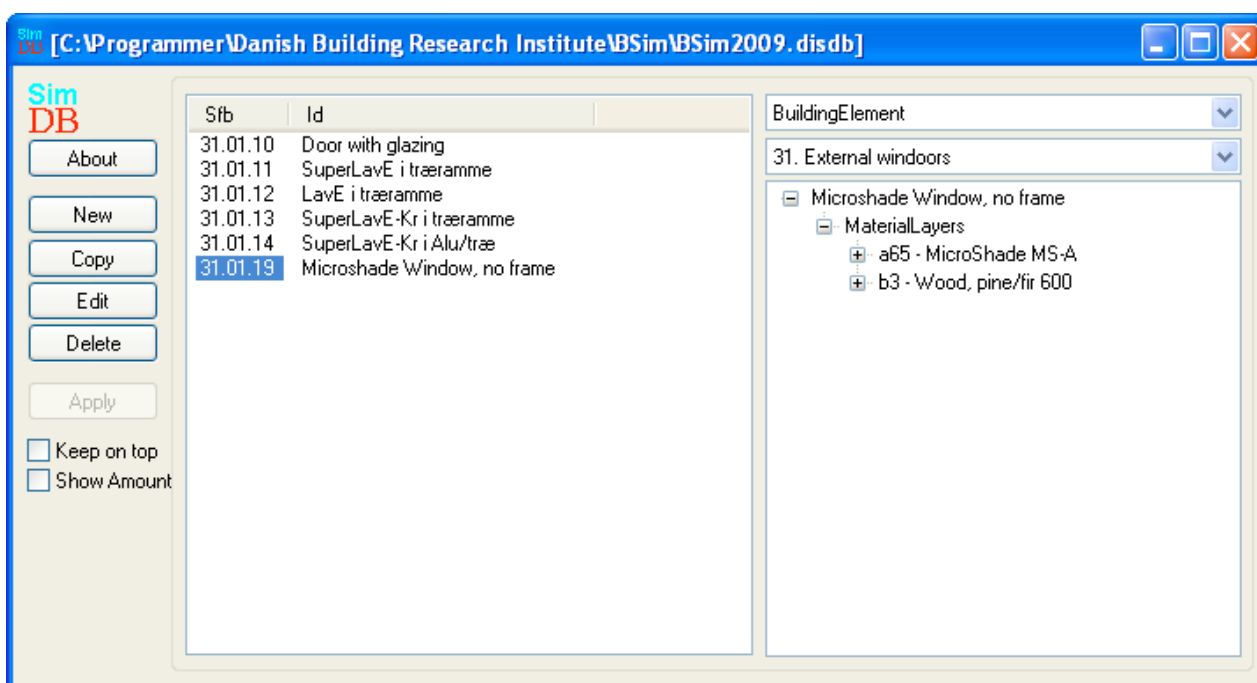 Sim DB [C:\Programmer\Danish Building Research Institute\BSim\BSim2009.disdb]
Sim
DB
About
New
Copy
Edit
Delete
Apply
Keep on top
Show Amount
Sfb Id
31.01.10 Door with glazing
31.01.11 SuperLavE i træramme
31.01.12 LavE i træramme
31.01.13 SuperLavE-Kr i træramme
31.01.14 SuperLavE-Kr i Alu/træ
31.01.19 Microshade Window, no frame
BuildingElement
31. External windoors
Microshade Window, no frame
MaterialLayers
a65 - MicroShade MS-A
b3 - Wood, pine/fir 600